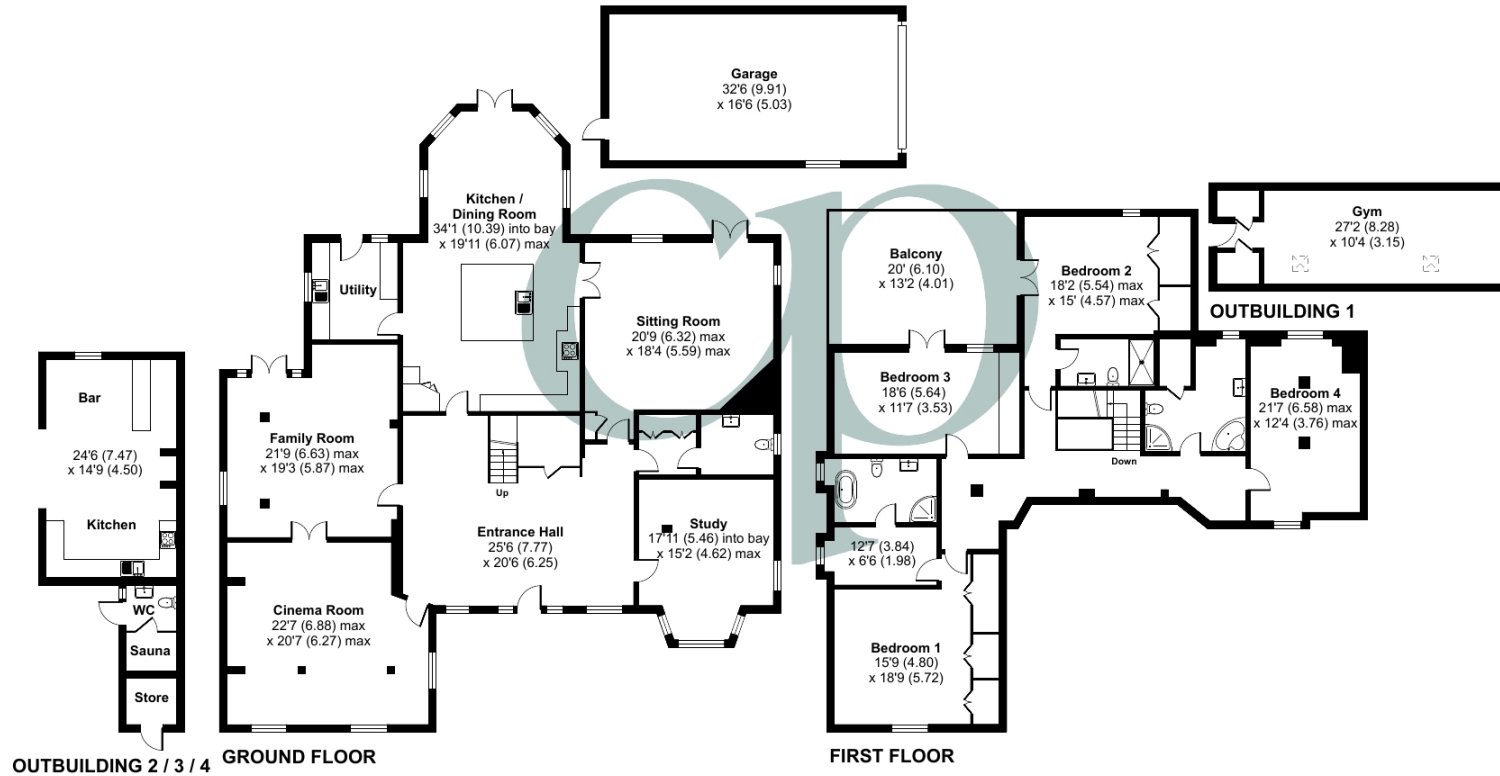 Garage
32'6 (9.91)
x 16'6 (5.03)
Kitchen /
Dining Room
34'1 (10.39) into bay
x 19'11 (6.07) max
Utility
Sitting Room
20'9 (6.32) max
x 18'4 (5.59) max
Balcony
20' (6.10)
x 13'2 (4.01)
Bedroom 2
18'2 (5.54) max
x 15' (4.57) max
Gym
27'2 (8.28)
x 10'4 (3.15)
OUTBUILDING 1
Bedroom 3
18'6 (5.64)
x 11'7 (3.53)
Bedroom 4
21'7 (6.58) max
x 12'4 (3.76) max
Down
Bar
24'6 (7.47)
x 14'9 (4.50)
Kitchen
Family Room
21'9 (6.63) max
x 19'3 (5.87) max
Up
Entrance Hall
25'6 (7.77)
x 20'6 (6.25)
Study
17'11 (5.46) into bay
x 15'2 (4.62) max
12'7 (3.84)
x 6'6 (1.98)
Cinema Room
22'7 (6.88) max
x 20'7 (6.27) max
Bedroom 1
15'9 (4.80)
x 18'9 (5.72)
WC
Sauna
Store
OUTBUILDING 2 / 3 / 4
GROUND FLOOR
FIRST FLOOR
op